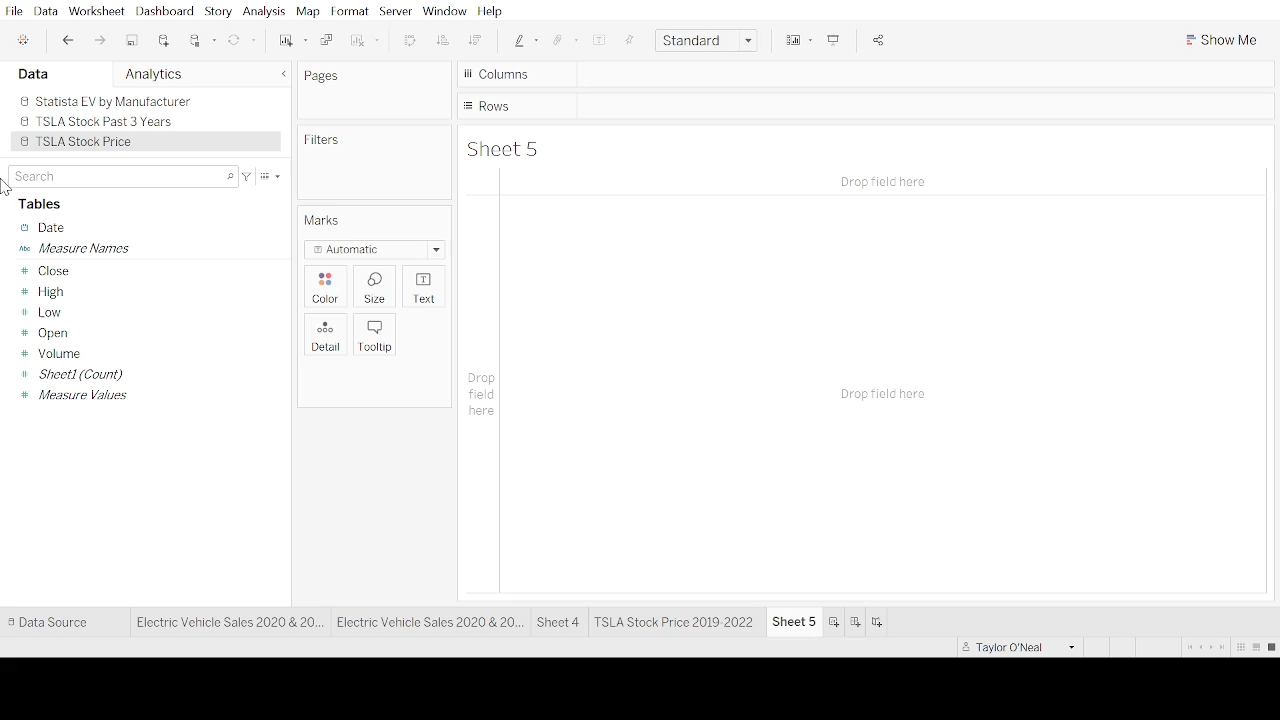 File Data Worksheet Dashboard Story Analysis Map Format Server Window Help
Standard
Show Me
Data Analytics
Statista EV by Manufacturer
TSLA Stock Past 3 Years
TSLA Stock Price
Search
Tables
Date
Abc Measure Names
# Close
# High
# Low
# Open
# Volume
# Sheet1 (Count)
# Measure Values
Pages
Filters
Marks
Automatic
Color Size Text
Detail Tooltip
Columns
Rows
Sheet 5
Drop field here
Drop
field
here
Drop field here
Data Source Electric Vehicle Sales 2020 & 20... Electric Vehicle Sales 2020 & 20... Sheet 4 TSLA Stock Price 2019-2022 Sheet 5
Taylor O'Neal